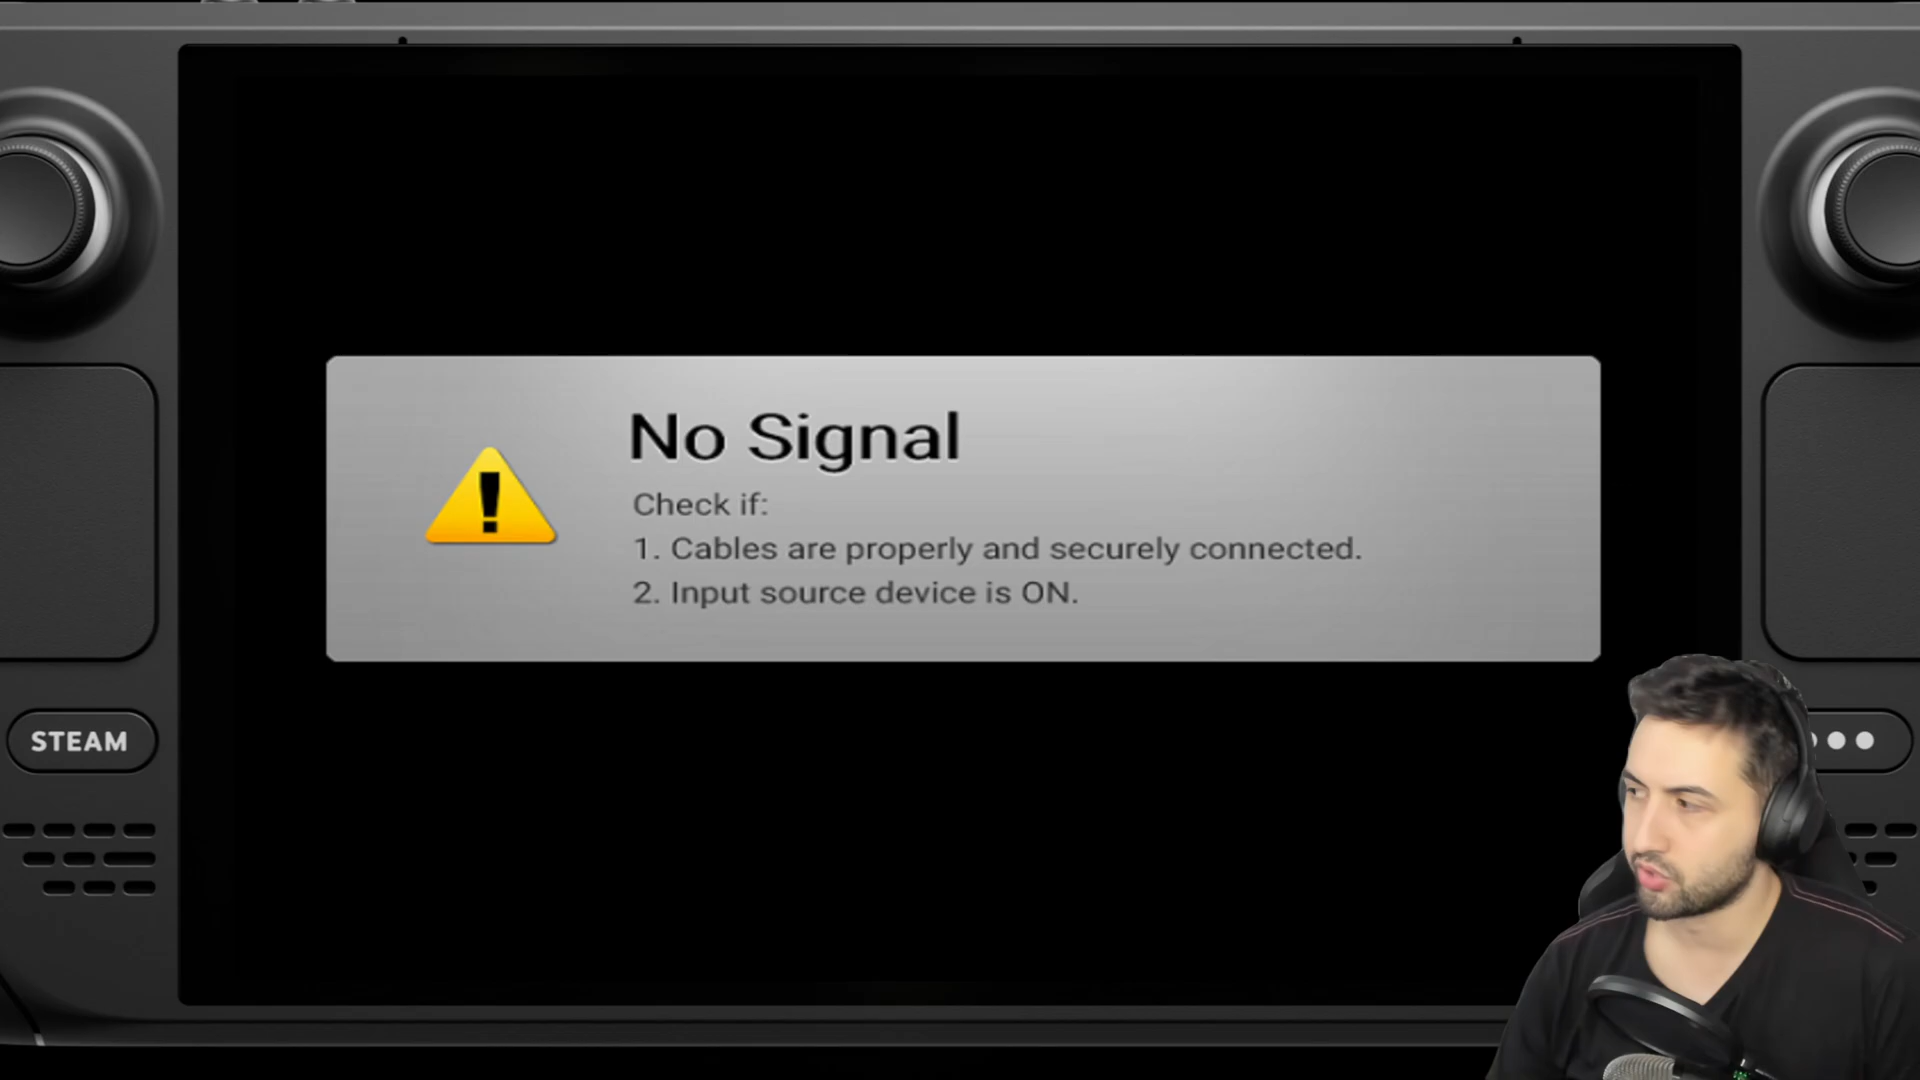 No Signal
Check if:
1. Cables are properly and securely connected.
2. Input source device is ON.
STEAM